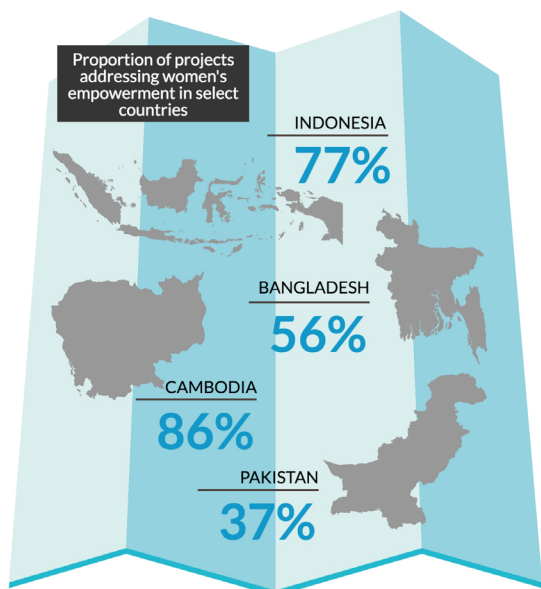 Proportion of projects
addressing women's
empowerment in select
countries
INDONESIA
77%
BANGLADESH
56%
CAMBODIA
86%
PAKISTAN
37%